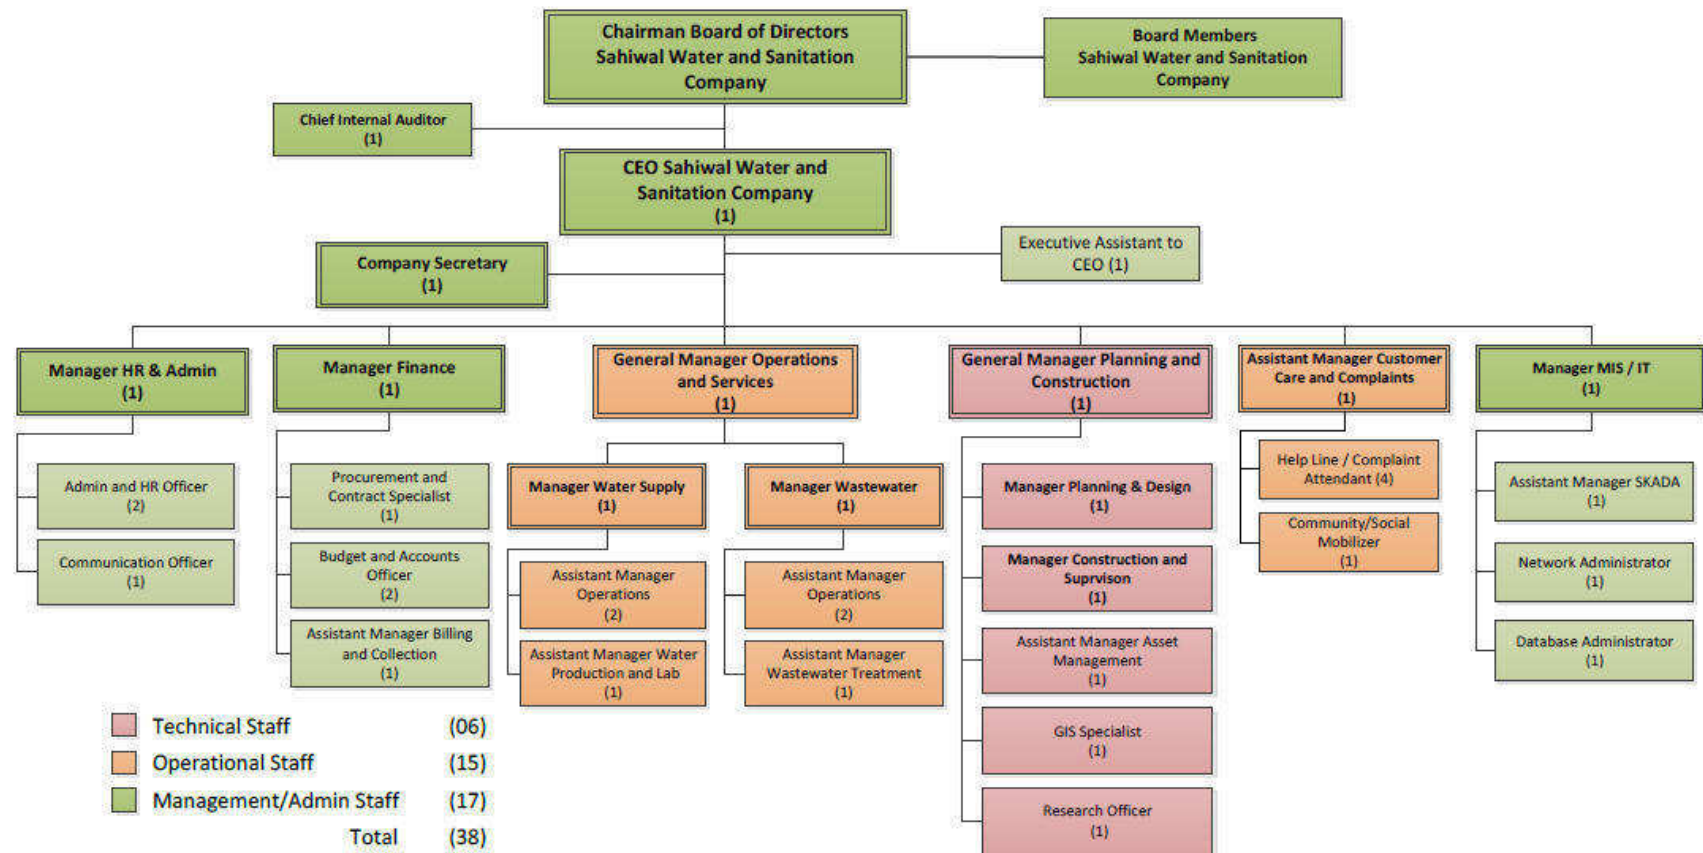 Chairman Board of Directors
Sahiwal Water and Sanitation
Company
Board Members
Sahiwal Water and Sanitation
Company
Chief Internal Auditor
(1)
CEO Sahiwal Water and
Sanitation Company
(1)
Executive Assistant to
CEO (1)
Company Secretary
(1)
Manager HR & Admin
(1)
Manager Finance
(1)
General Manager Operations
and Services
(1)
General Manager Planning and
Construction
(1)
Assistant Manager Customer
Care and Complaints
(1)
Manager MIS / IT
(1)
Admin and HR Officer
(2)
Communication Officer
(1)
Procurement and
Contract Specialist
(1)
Budget and Accounts
Officer
(2)
Assistant Manager Billing
and Collection
(1)
Manager Water Supply
(1)
Assistant Manager
Operations
(2)
Assistant Manager Water
Production and Lab
(1)
Manager Wastewater
(1)
Assistant Manager
Operations
(2)
Assistant Manager
Wastewater Treatment
(1)
Manager Planning & Design
(1)
Manager Construction and
Suprvison
(1)
Assistant Manager Asset
Management
(1)
GIS Specialist
(1)
Research Officer
(1)
Help Line / Complaint
Attendant (4)
Community/Social
Mobilizer
(1)
Assistant Manager SKADA
(1)
Network Administrator
(1)
Database Administrator
(1)
Technical Staff (06)
Operational Staff (15)
Management/Admin Staff (17)
Total (38)